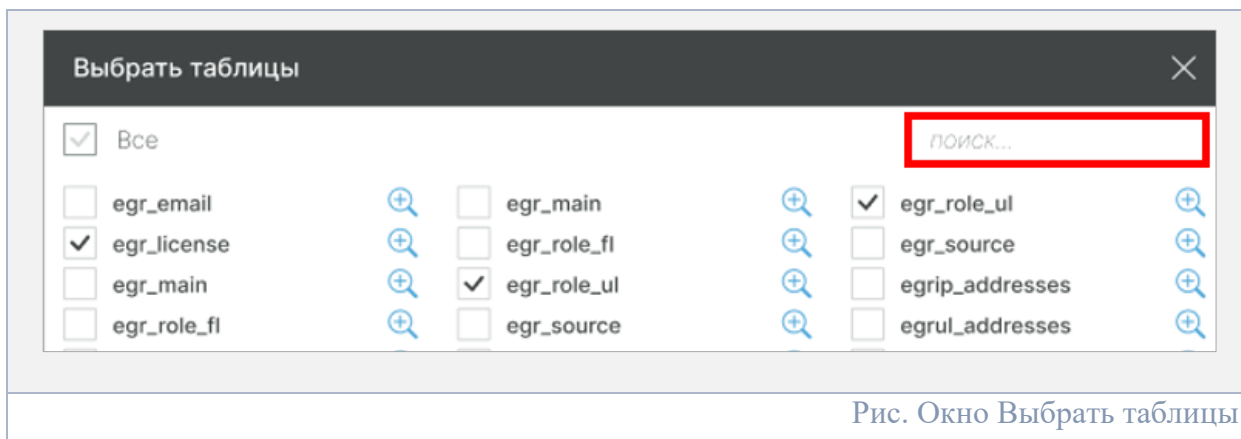 Выбрать таблицы
Все поиск...
egr_email egr_main egr_role_ul
egr_license egr_role_fl egr_source
egr_main egr_role_ul egrip_addresses
egr_role_fl egr_source egrul_addresses
Рис. Окно Выбрать таблицы